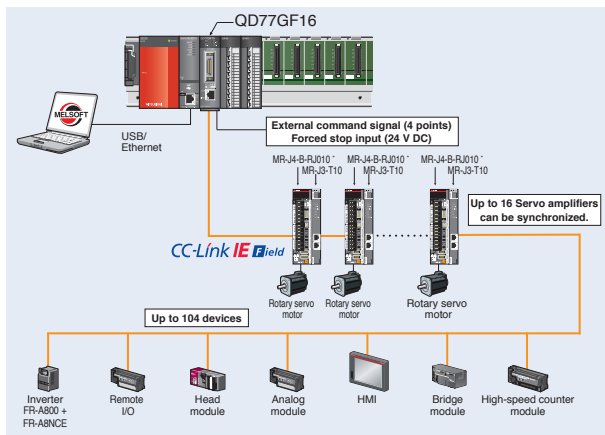 QD77GF16
MELSOFT
USB/
Ethernet
External command signal (4 points)
Forced stop input (24 V DC)
MR-J4-B-RJ010 *
MR-J3-T10
MR-J4-B-RJ010 *
MR-J3-T10
MR-J4-B-RJ010 *
MR-J3-T10
Up to 16 Servo amplifiers
can be synchronized.
CC-Link IE Field
Rotary servo
motor
Rotary servo
motor
Rotary servo
motor
Up to 104 devices
Inverter
FR-A800 +
FR-A8NCE
Remote
I/O
Head
module
Analog
module
HMI
Bridge
module
High-speed counter
module